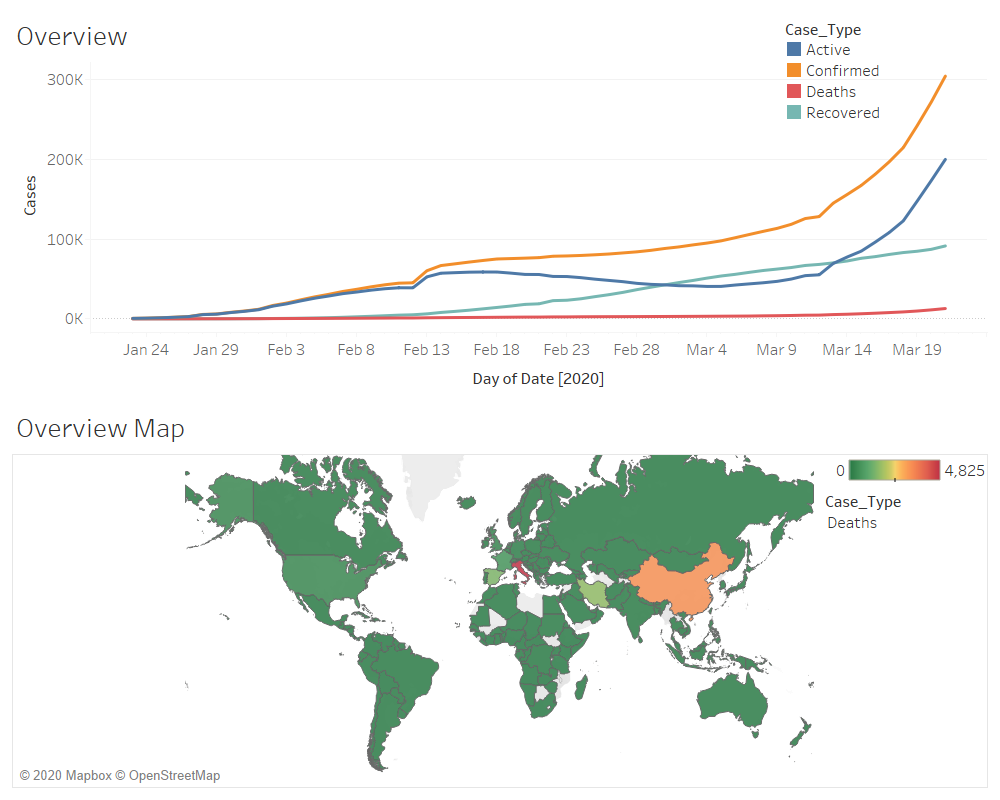 Overview
Case_Type
Active
Confirmed
Deaths
Recovered
300K
200K
100K
0K
Cases
Jan 24 Jan 29 Feb 3 Feb 8 Feb 13 Feb 18 Feb 23 Feb 28 Mar 4 Mar 9 Mar 14 Mar 19
Day of Date [2020]
Overview Map
0 4,825
Case_Type
Deaths
© 2020 Mapbox © OpenStreetMap